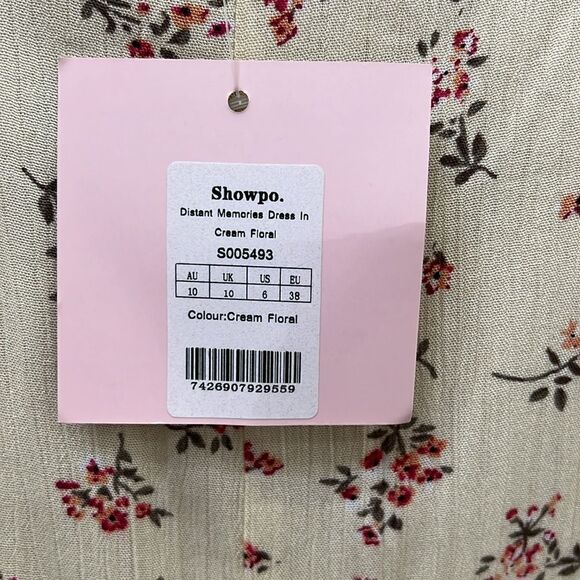 Showpo.
Distant Memories Dress In
Cream Floral
S005493
AU UK US EU
10 10 6 38
Colour:Cream Floral
7426907929559